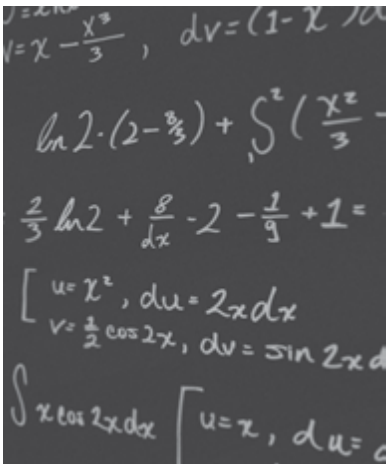 V = x - x³/3 , dv = (1 - x
ln 2 · (2 - 8/3) + ∫₁² ( x²/3 -
- 2/3 ln 2 + 8/dx - 2 - 1/9 + 1 =
[ u = x² , du = 2x dx
v = 1/2 cos 2x , dv = sin 2x d
∫ x cos 2x dx [ u = x , du =